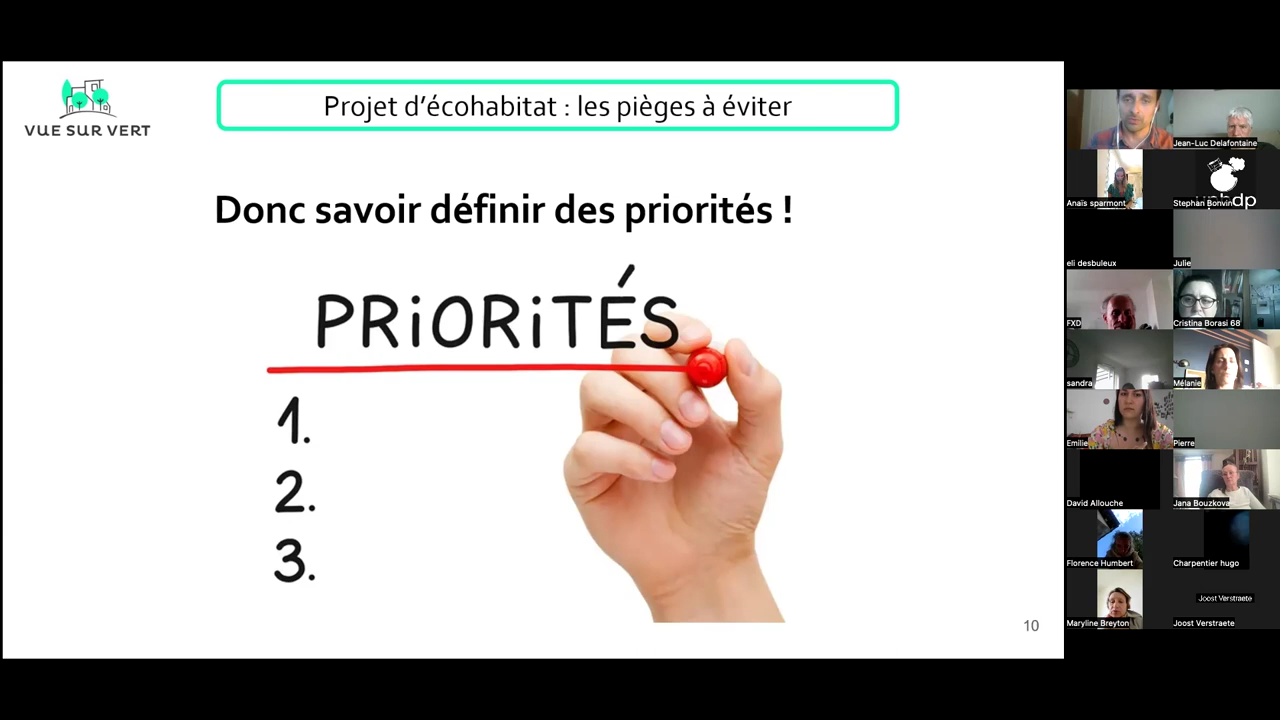 VUE SUR VERT
Projet d'écohabitat : les pièges à éviter
Donc savoir définir des priorités !
PRiORiTÉS
1.
2.
3.
10
Jean-Luc Delafontaine
Anaïs sparmont
Stephan Bonvin
eli desbuleux
Julie
FXD
Cristina Borasi 68
sandra
Mélanie
Emilie
Pierre
David Allouche
Jana Bouzkova
Florence Humbert
Charpentier hugo
Maryline Breyton
Joost Verstraete
Joost Verstraete